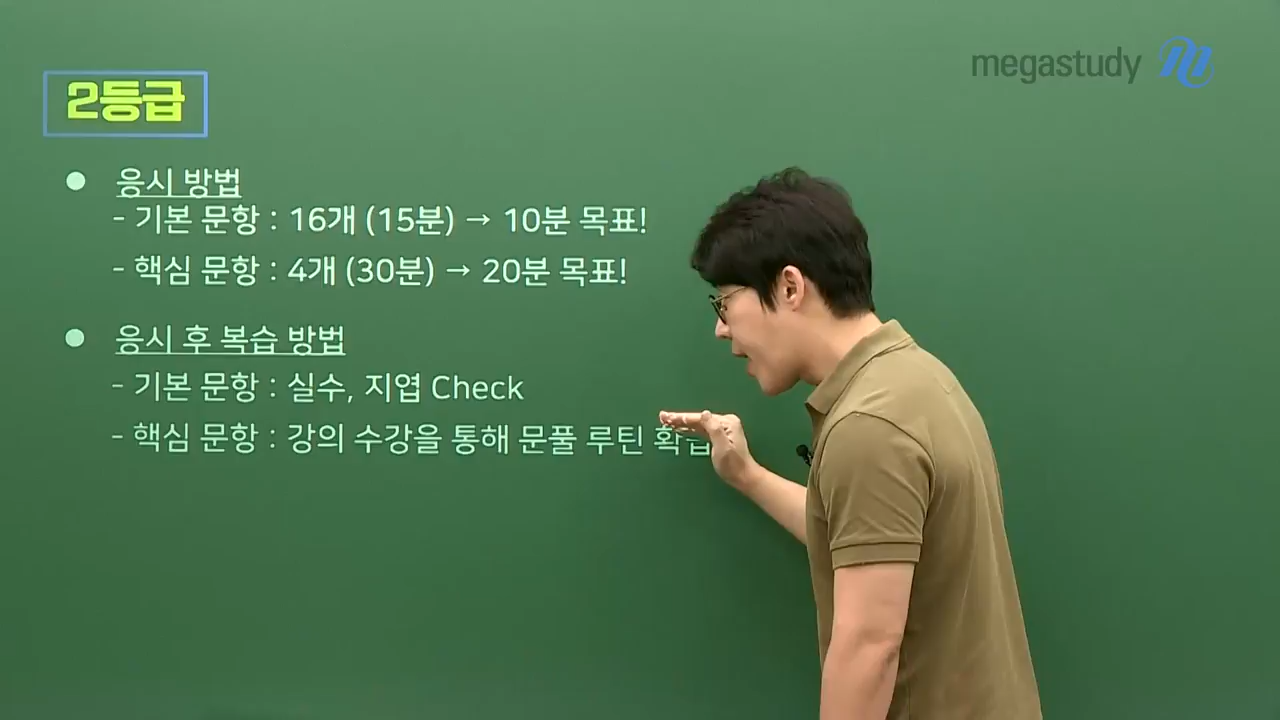 megastudy
2등급
● 응시 방법
- 기본 문항 : 16개 (15분) → 10분 목표!
- 핵심 문항 : 4개 (30분) → 20분 목표!
● 응시 후 복습 방법
- 기본 문항 : 실수, 지엽 Check
- 핵심 문항 : 강의 수강을 통해 문풀 루틴